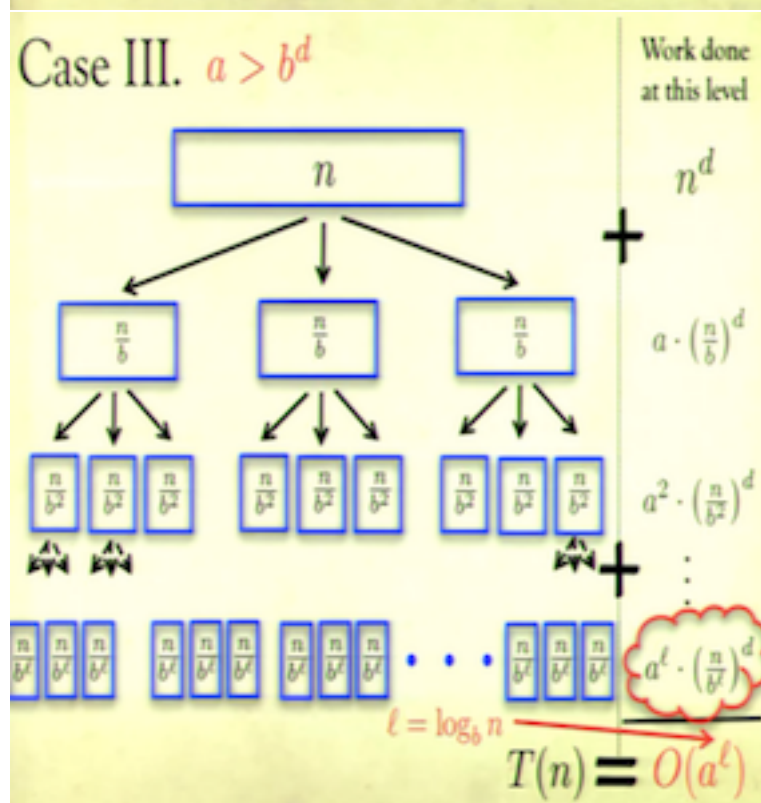 Case III. a > b^d
Work done
at this level
n
n^d
+
n/b n/b n/b
a · (n/b)^d
n/b² n/b² n/b² n/b² n/b² n/b² n/b² n/b² n/b²
a² · (n/b²)^d
+
⋮
n/b^ℓ n/b^ℓ n/b^ℓ n/b^ℓ n/b^ℓ n/b^ℓ n/b^ℓ n/b^ℓ n/b^ℓ • • • n/b^ℓ n/b^ℓ n/b^ℓ
a^ℓ · (n/b^ℓ)^d
ℓ = log_b n
T(n) = O(a^ℓ)